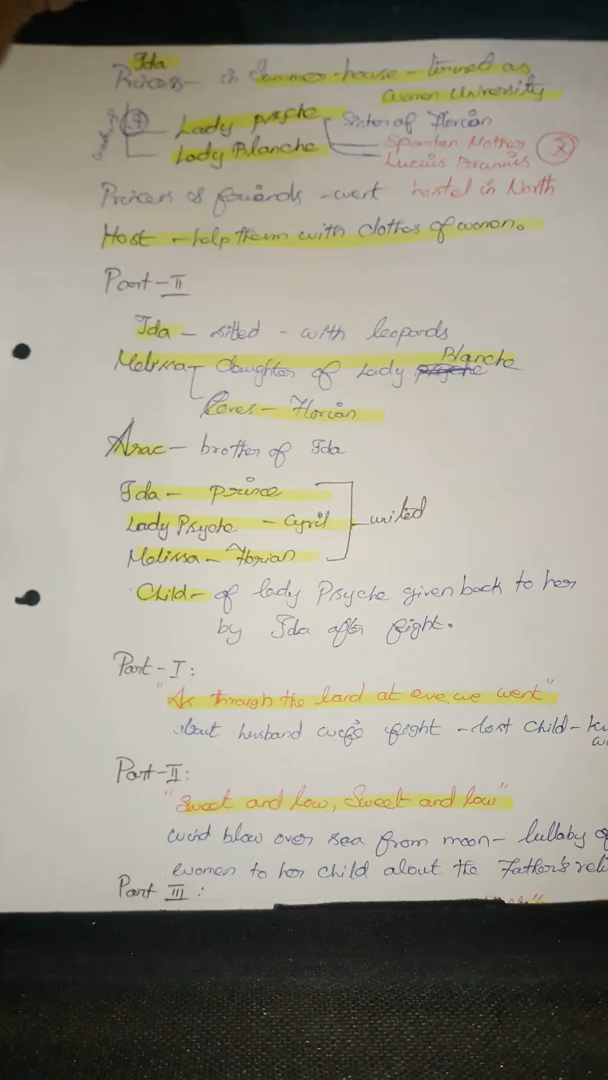 Ida
Princess - in Summer-house - termed as
Women University
Lady psyche Sister of Florian
Lady Blanche Spartan Mother
Lucius Brannus
Princess & friends - went hostel in North
Host - help them with clothes of women.
Part - II
Ida - sitted - with leopards
Melissa - daughter of Lady Blanche
Loves - Florian
Arac - brother of Ida
Ida - prince
Lady Psyche - Cyril united
Melissa - Florian
Child - of lady Psyche given back to her
by Ida after fight.
Part - I :
"As through the land at eve we went"
about husband wife fight - lost child -
Part - II :
"Sweet and low, Sweet and low"
wind blow over sea from moon - lullaby of
women to her child about the Father's
Part III :